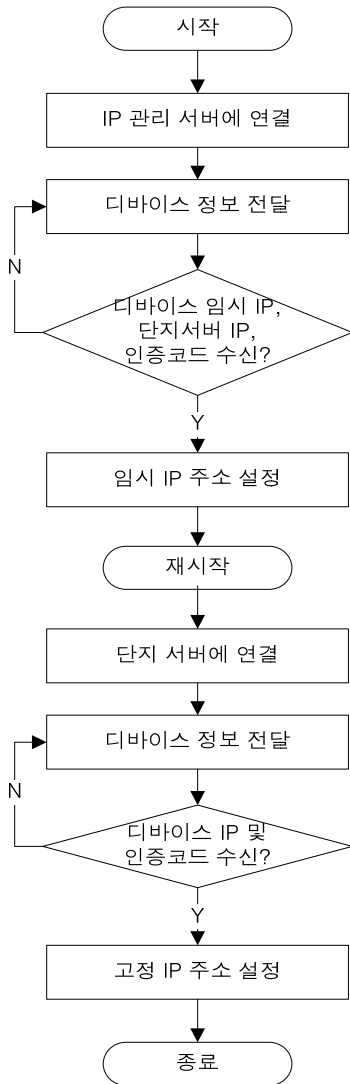 시작
IP 관리 서버에 연결
디바이스 정보 전달
N
디바이스 임시 IP,
단지서버 IP,
인증코드 수신?
Y
임시 IP 주소 설정
재시작
단지 서버에 연결
디바이스 정보 전달
N
디바이스 IP 및
인증코드 수신?
Y
고정 IP 주소 설정
종료